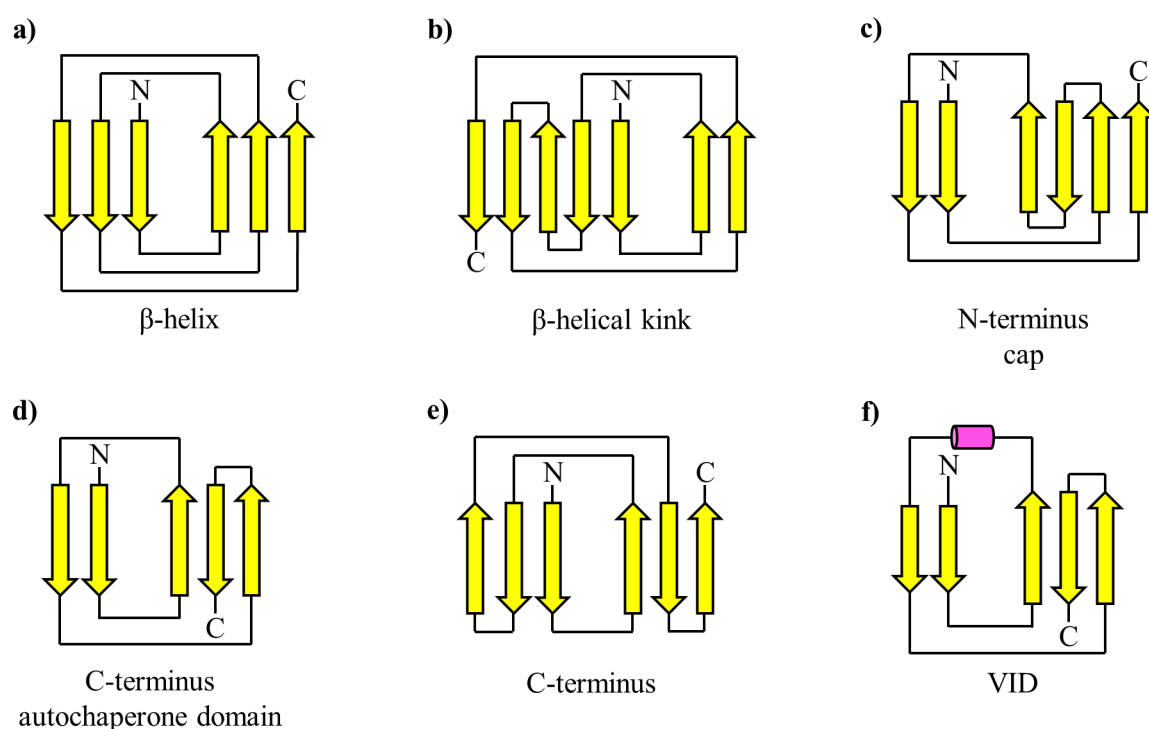 a)
N
C
β-helix
b)
N
C
β-helical kink
c)
N
C
N-terminus
cap
d)
N
C
C-terminus
autochaperone domain
e)
N
C
C-terminus
f)
N
C
VID